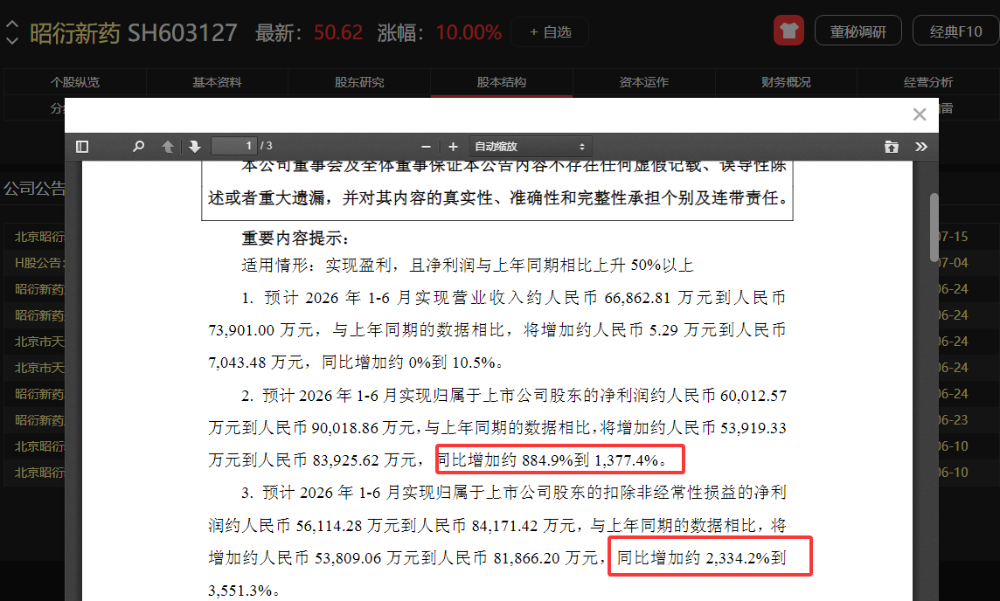 昭衍新药 SH603127 最新: 50.62 涨幅: 10.00% + 自选 董秘调研 经典F10
个股纵览 基本资料 股东研究 股本结构 资本运作 财务概况 经营分析
雷
1 / 3 自动缩放
本公司董事会及全体董事保证本公告内容不存在任何虚假记载、误导性陈
公司公告
述或者重大遗漏，并对其内容的真实性、准确性和完整性承担个别及连带责任。
北京昭衍 07-15
重要内容提示：
H股公告: 07-04
适用情形：实现盈利，且净利润与上年同期相比上升 50%以上
昭衍新药 06-24
1. 预计 2026 年 1-6 月实现营业收入约人民币 66,862.81 万元到人民币
昭衍新药 06-24
73,901.00 万元，与上年同期的数据相比，将增加约人民币 5.29 万元到人民币
北京市天 06-24
7,043.48 万元，同比增加约 0%到 10.5%。
北京市天 06-24
2. 预计 2026 年 1-6 月实现归属于上市公司股东的净利润约人民币 60,012.57
昭衍新药 06-24
万元到人民币 90,018.86 万元，与上年同期的数据相比，将增加约人民币 53,919.33
昭衍新药 06-23
万元到人民币 83,925.62 万元，同比增加约 884.9%到 1,377.4%。
北京昭衍 06-10
北京昭衍 06-10
3. 预计 2026 年 1-6 月实现归属于上市公司股东的扣除非经常性损益的净利
润约人民币 56,114.28 万元到人民币 84,171.42 万元，与上年同期的数据相比，将
增加约人民币 53,809.06 万元到人民币 81,866.20 万元，同比增加约 2,334.2%到
3,551.3%。